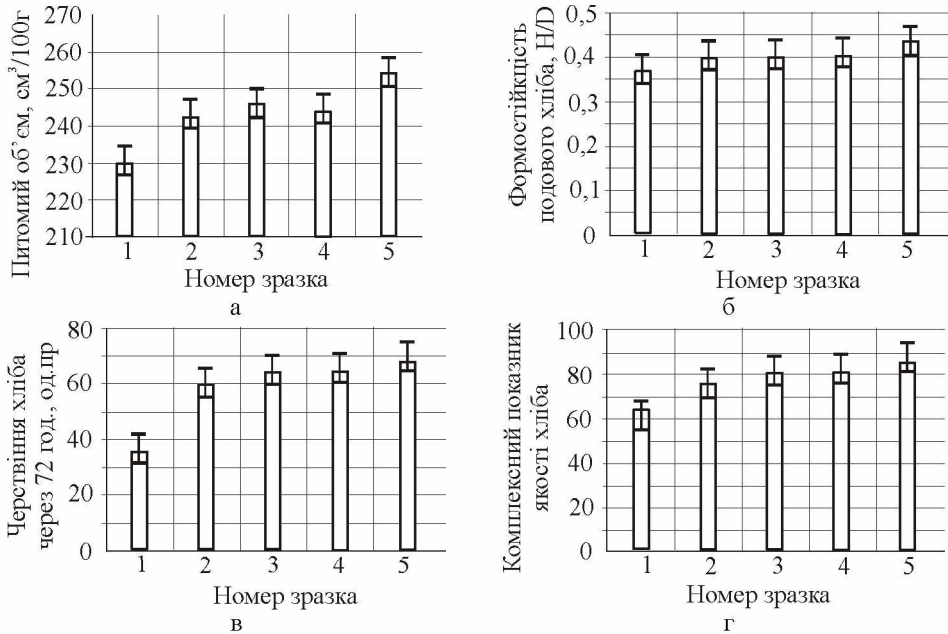 Питомий об’єм, см³/100г
270
260
250
240
230
220
210
1 2 3 4 5
Номер зразка
а
Формостійкцість
подового хліба, H/D
0,5
0,4
0,3
0,2
0,1
0
1 2 3 4 5
Номер зразка
б
Черствіння хліба
через 72 год., од.пр
80
60
40
20
0
1 2 3 4 5
Номер зразка
в
Комплексний показник
якості хліба
100
80
60
40
20
0
1 2 3 4 5
Номер зразка
г